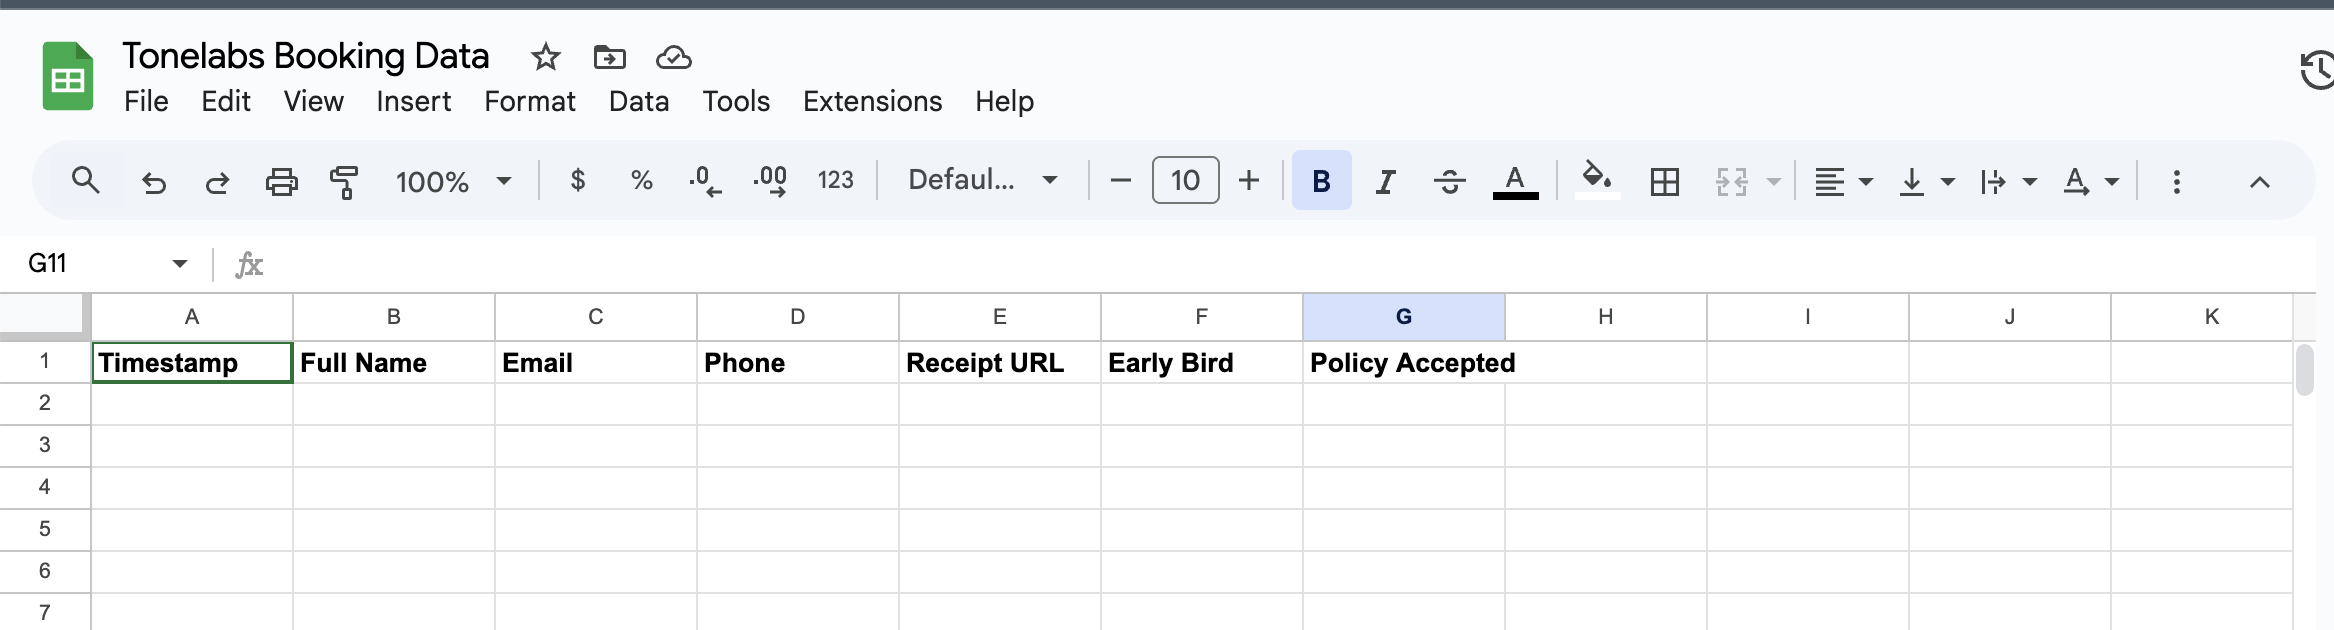 Tonelabs Booking Data
File Edit View Insert Format Data Tools Extensions Help
100% $ % .0 .00 123 Defaul... 10 B I S A A
G11 fx
A B C D E F G H I J K
1 Timestamp Full Name Email Phone Receipt URL Early Bird Policy Accepted
2
3
4
5
6
7